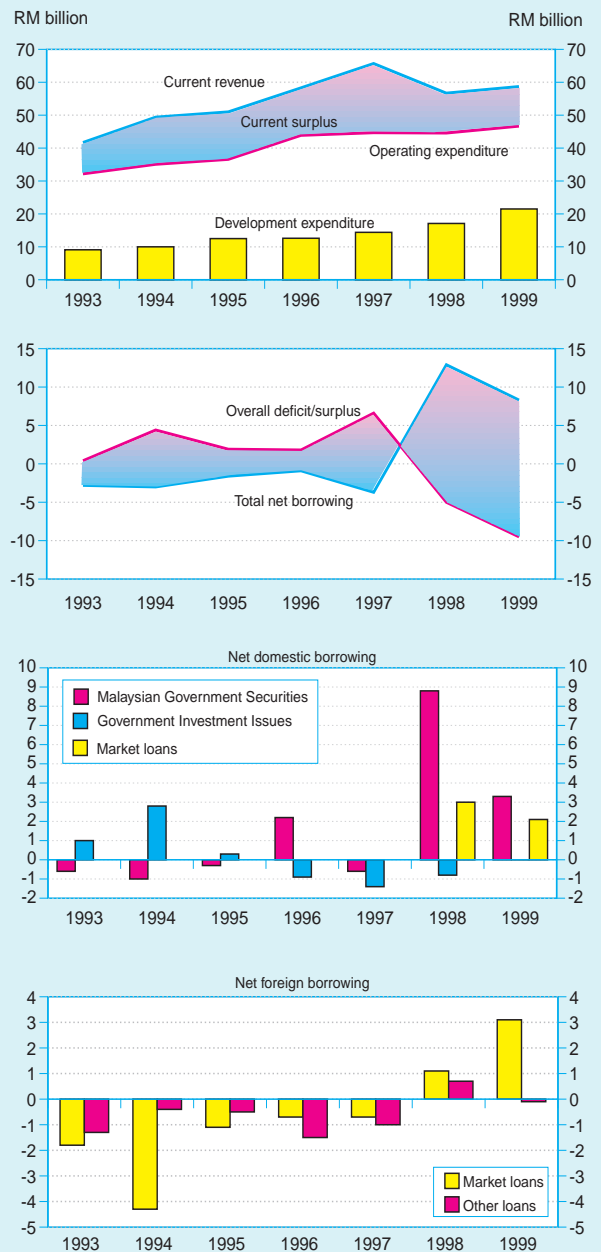 RM billion RM billion
70 70
60 Current revenue 60
50 Current surplus 50
40 Operating expenditure 40
30 30
20 Development expenditure 20
10 10
0 0
1993 1994 1995 1996 1997 1998 1999
15 15
10 10
5 Overall deficit/surplus 5
0 0
-5 Total net borrowing -5
-10 -10
-15 -15
1993 1994 1995 1996 1997 1998 1999
Net domestic borrowing
10 10
9 9
8 Malaysian Government Securities 8
7 Government Investment Issues 7
6 Market loans 6
5 5
4 4
3 3
2 2
1 1
0 0
-1 -1
-2 -2
1993 1994 1995 1996 1997 1998 1999
Net foreign borrowing
4 4
3 3
2 2
1 1
0 0
-1 -1
-2 -2
-3 -3
-4 Market loans -4
Other loans
-5 -5
1993 1994 1995 1996 1997 1998 1999